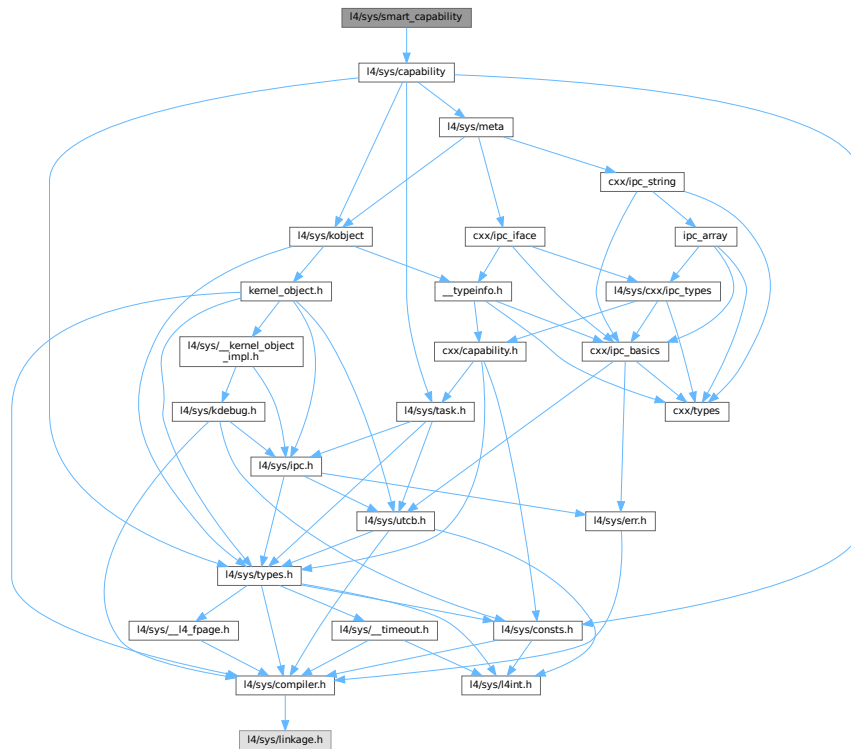 l4/sys/smart_capability
l4/sys/capability
l4/sys/meta
cxx/ipc_string
l4/sys/kobject
cxx/ipc_iface
ipc_array
kernel_object.h
__typeinfo.h
l4/sys/cxx/ipc_types
l4/sys/__kernel_object
_impl.h
cxx/capability.h
cxx/ipc_basics
l4/sys/kdebug.h
l4/sys/task.h
cxx/types
l4/sys/ipc.h
l4/sys/utcb.h
l4/sys/err.h
l4/sys/types.h
l4/sys/__l4_fpage.h
l4/sys/__timeout.h
l4/sys/consts.h
l4/sys/compiler.h
l4/sys/l4int.h
l4/sys/linkage.h